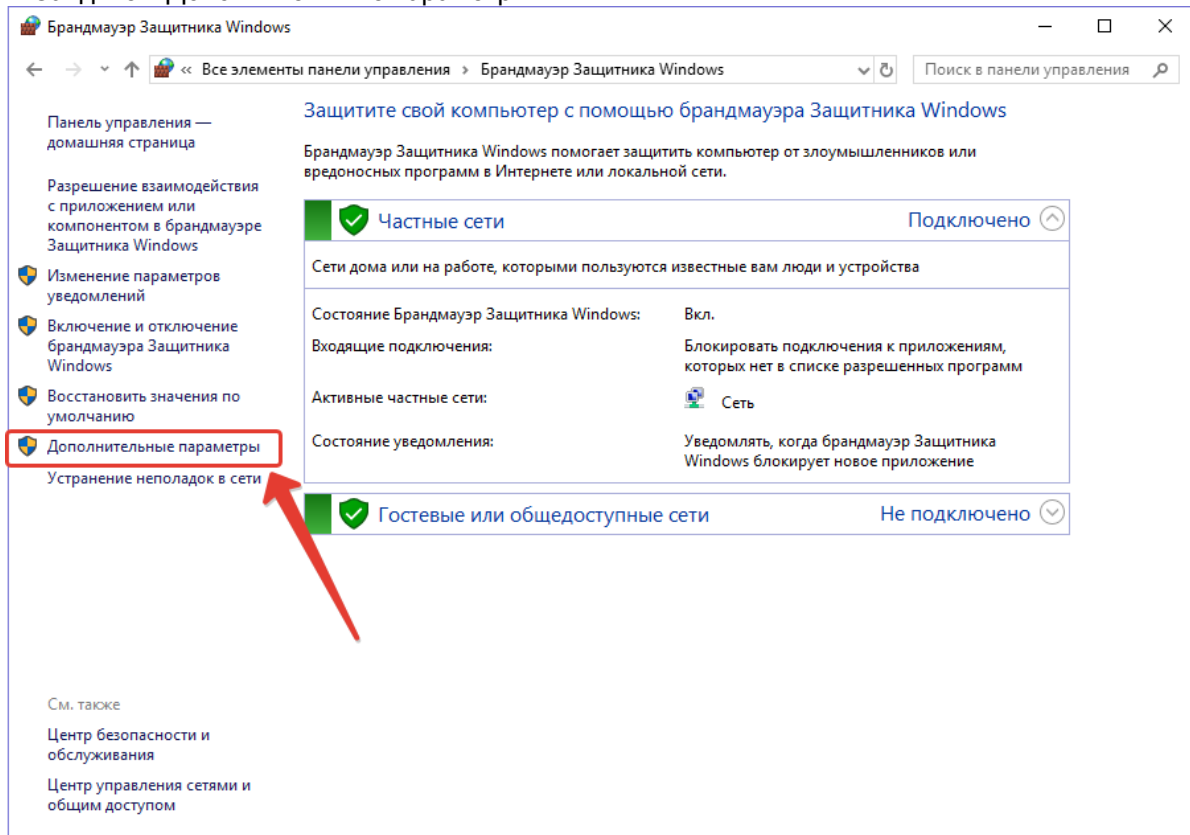 Брандмауэр Защитника Windows
« Все элементы панели управления › Брандмауэр Защитника Windows
Поиск в панели управления
Панель управления —
домашняя страница
Разрешение взаимодействия
с приложением или
компонентом в брандмауэре
Защитника Windows
Изменение параметров
уведомлений
Включение и отключение
брандмауэра Защитника
Windows
Восстановить значения по
умолчанию
Дополнительные параметры
Устранение неполадок в сети
См. также
Центр безопасности и
обслуживания
Центр управления сетями и
общим доступом
Защитите свой компьютер с помощью брандмауэра Защитника Windows
Брандмауэр Защитника Windows помогает защитить компьютер от злоумышленников или
вредоносных программ в Интернете или локальной сети.
Частные сети Подключено
Сети дома или на работе, которыми пользуются известные вам люди и устройства
Состояние Брандмауэр Защитника Windows: Вкл.
Входящие подключения: Блокировать подключения к приложениям,
которых нет в списке разрешенных программ
Активные частные сети: Сеть
Состояние уведомления: Уведомлять, когда брандмауэр Защитника
Windows блокирует новое приложение
Гостевые или общедоступные сети Не подключено